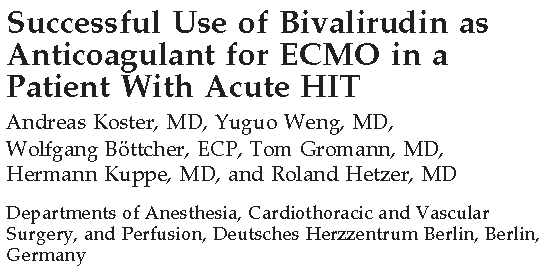 Successful Use of Bivalirudin as
Anticoagulant for ECMO in a
Patient With Acute HIT
Andreas Koster, MD, Yuguo Weng, MD,
Wolfgang Böttcher, ECP, Tom Gromann, MD,
Hermann Kuppe, MD, and Roland Hetzer, MD
Departments of Anesthesia, Cardiothoracic and Vascular
Surgery, and Perfusion, Deutsches Herzzentrum Berlin, Berlin,
Germany